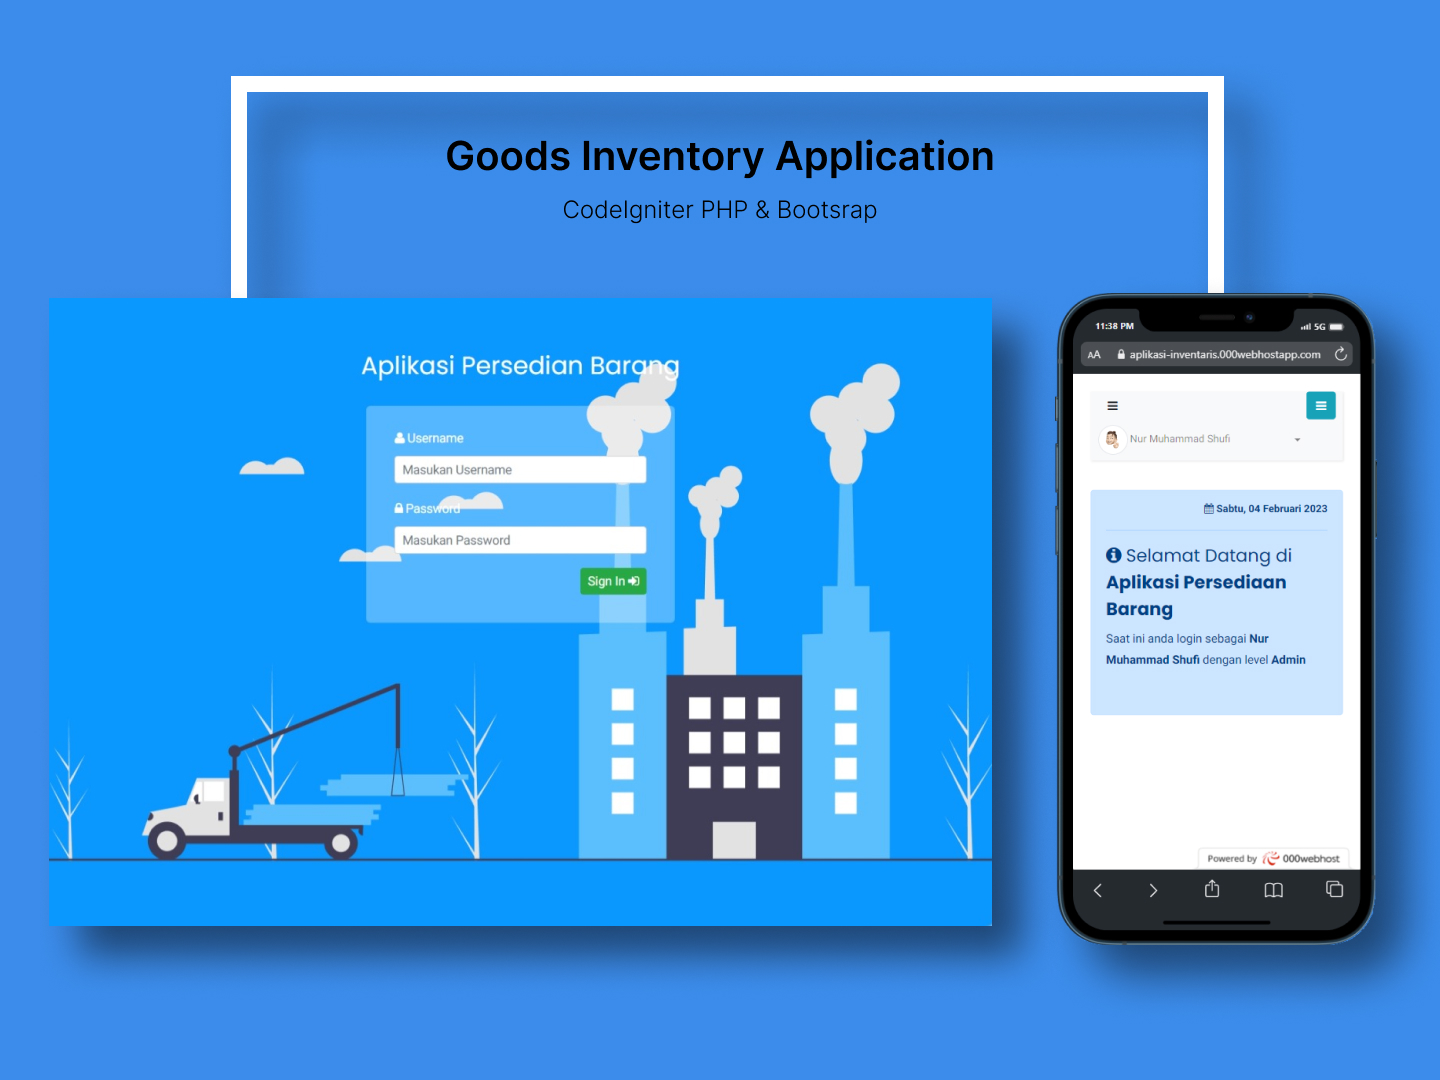 Goods Inventory Application
CodeIgniter PHP & Bootsrap
Aplikasi Persedian Barang
Username
Masukan Username
Password
Masukan Password
Sign In
11:38 PM
5G
AA aplikasi-inventaris.000webhostapp.com
Nur Muhammad Shufi
Sabtu, 04 Februari 2023
Selamat Datang di
Aplikasi Persediaan
Barang
Saat ini anda login sebagai Nur
Muhammad Shufi dengan level Admin
Powered by 000webhost